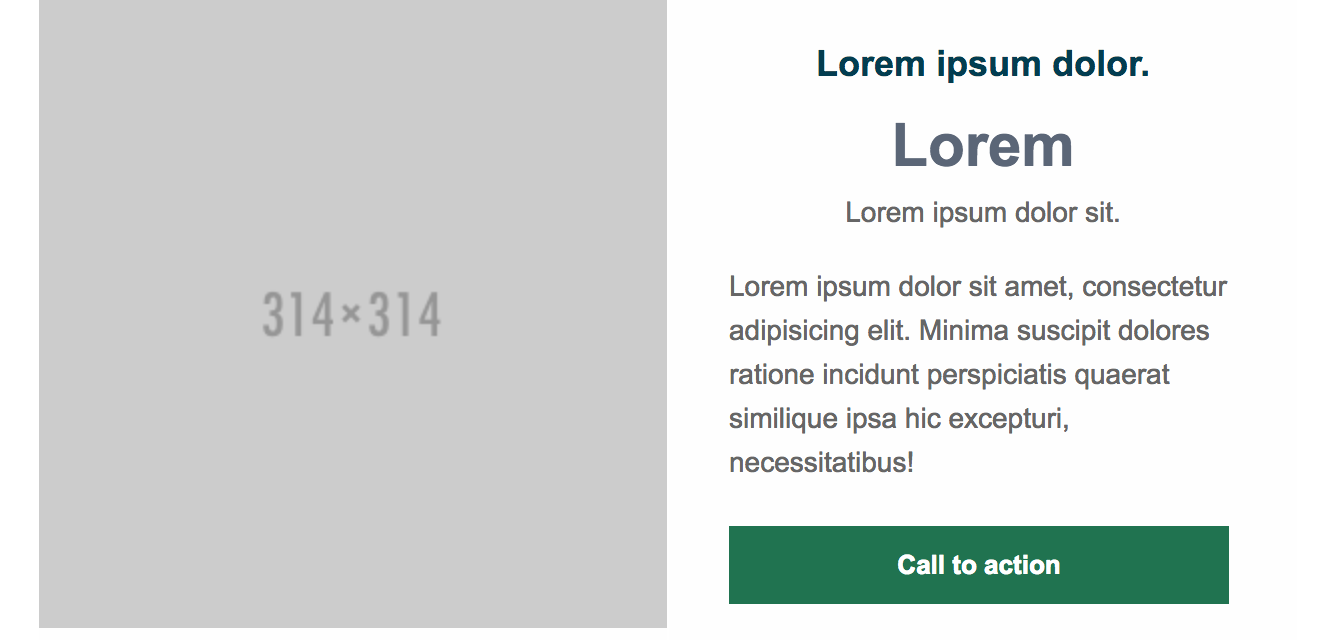 314×314
Lorem ipsum dolor.
Lorem
Lorem ipsum dolor sit.
Lorem ipsum dolor sit amet, consectetur
adipisicing elit. Minima suscipit dolores
ratione incidunt perspiciatis quaerat
similique ipsa hic excepturi,
necessitatibus!
Call to action